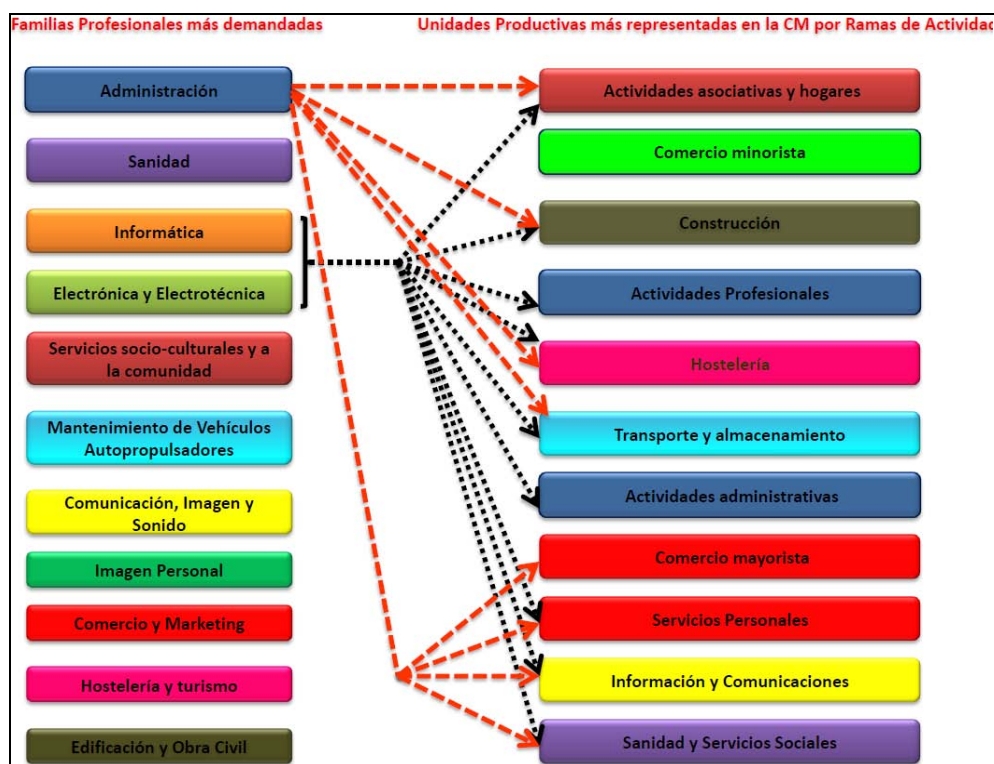 Familias Profesionales más demandadas
Unidades Productivas más representadas en la CM por Ramas de Actividad
Administración
Sanidad
Informática
Electrónica y Electrotécnica
Servicios socio-culturales y a
la comunidad
Mantenimiento de Vehículos
Autopropulsadores
Comunicación, Imagen y
Sonido
Imagen Personal
Comercio y Marketing
Hostelería y turismo
Edificación y Obra Civil
Actividades asociativas y hogares
Comercio minorista
Construcción
Actividades Profesionales
Hostelería
Transporte y almacenamiento
Actividades administrativas
Comercio mayorista
Servicios Personales
Información y Comunicaciones
Sanidad y Servicios Sociales